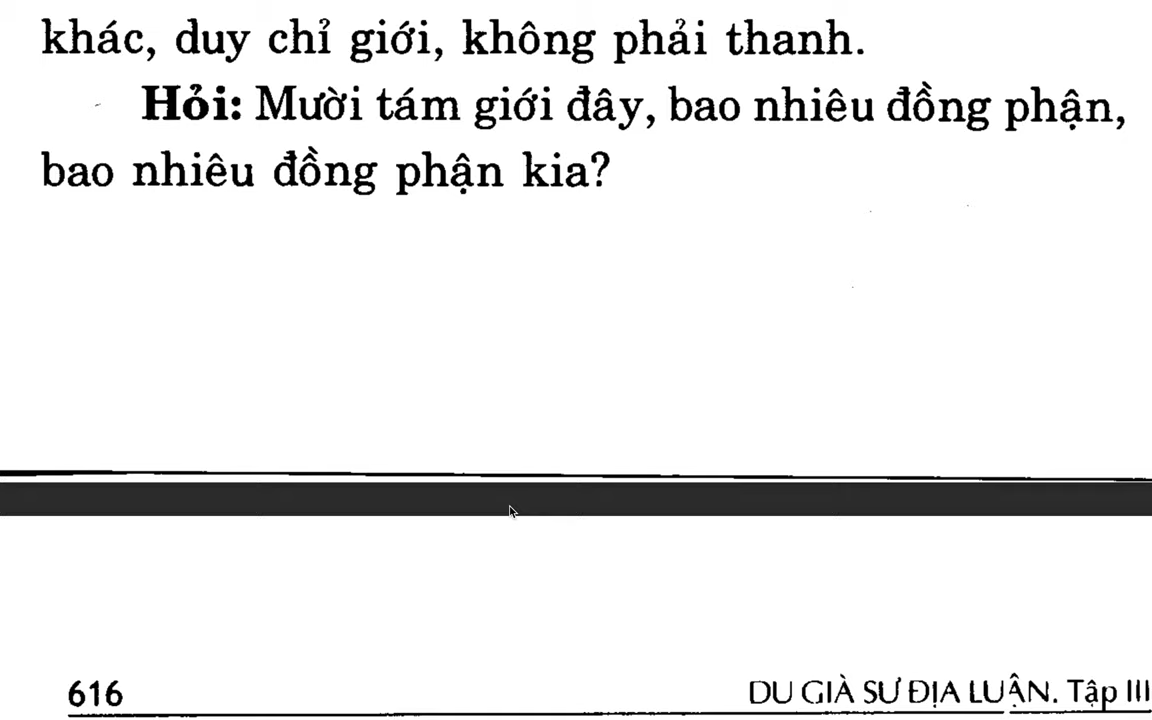 khác, duy chỉ giới, không phải thanh.
Hỏi: Mười tám giới đây, bao nhiêu đồng phận,
bao nhiêu đồng phận kia?
616 DU GIÀ SƯ ĐỊA LUẬN. Tập III